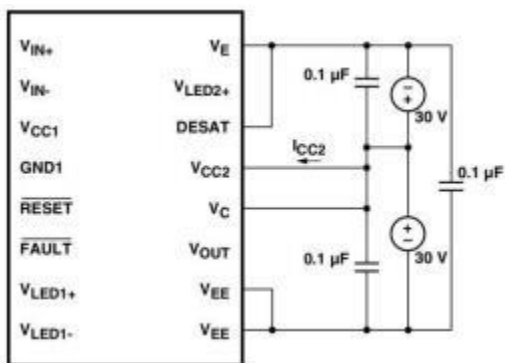 VIN+
VE
VIN-
VLED2+
VCC1
DESAT
GND1
VCC2
RESET
VC
FAULT
VOUT
VLED1+
VEE
VLED1-
VEE
0.1 µF
– +
30 V
ICC2
0.1 µF
+ –
0.1 µF
30 V